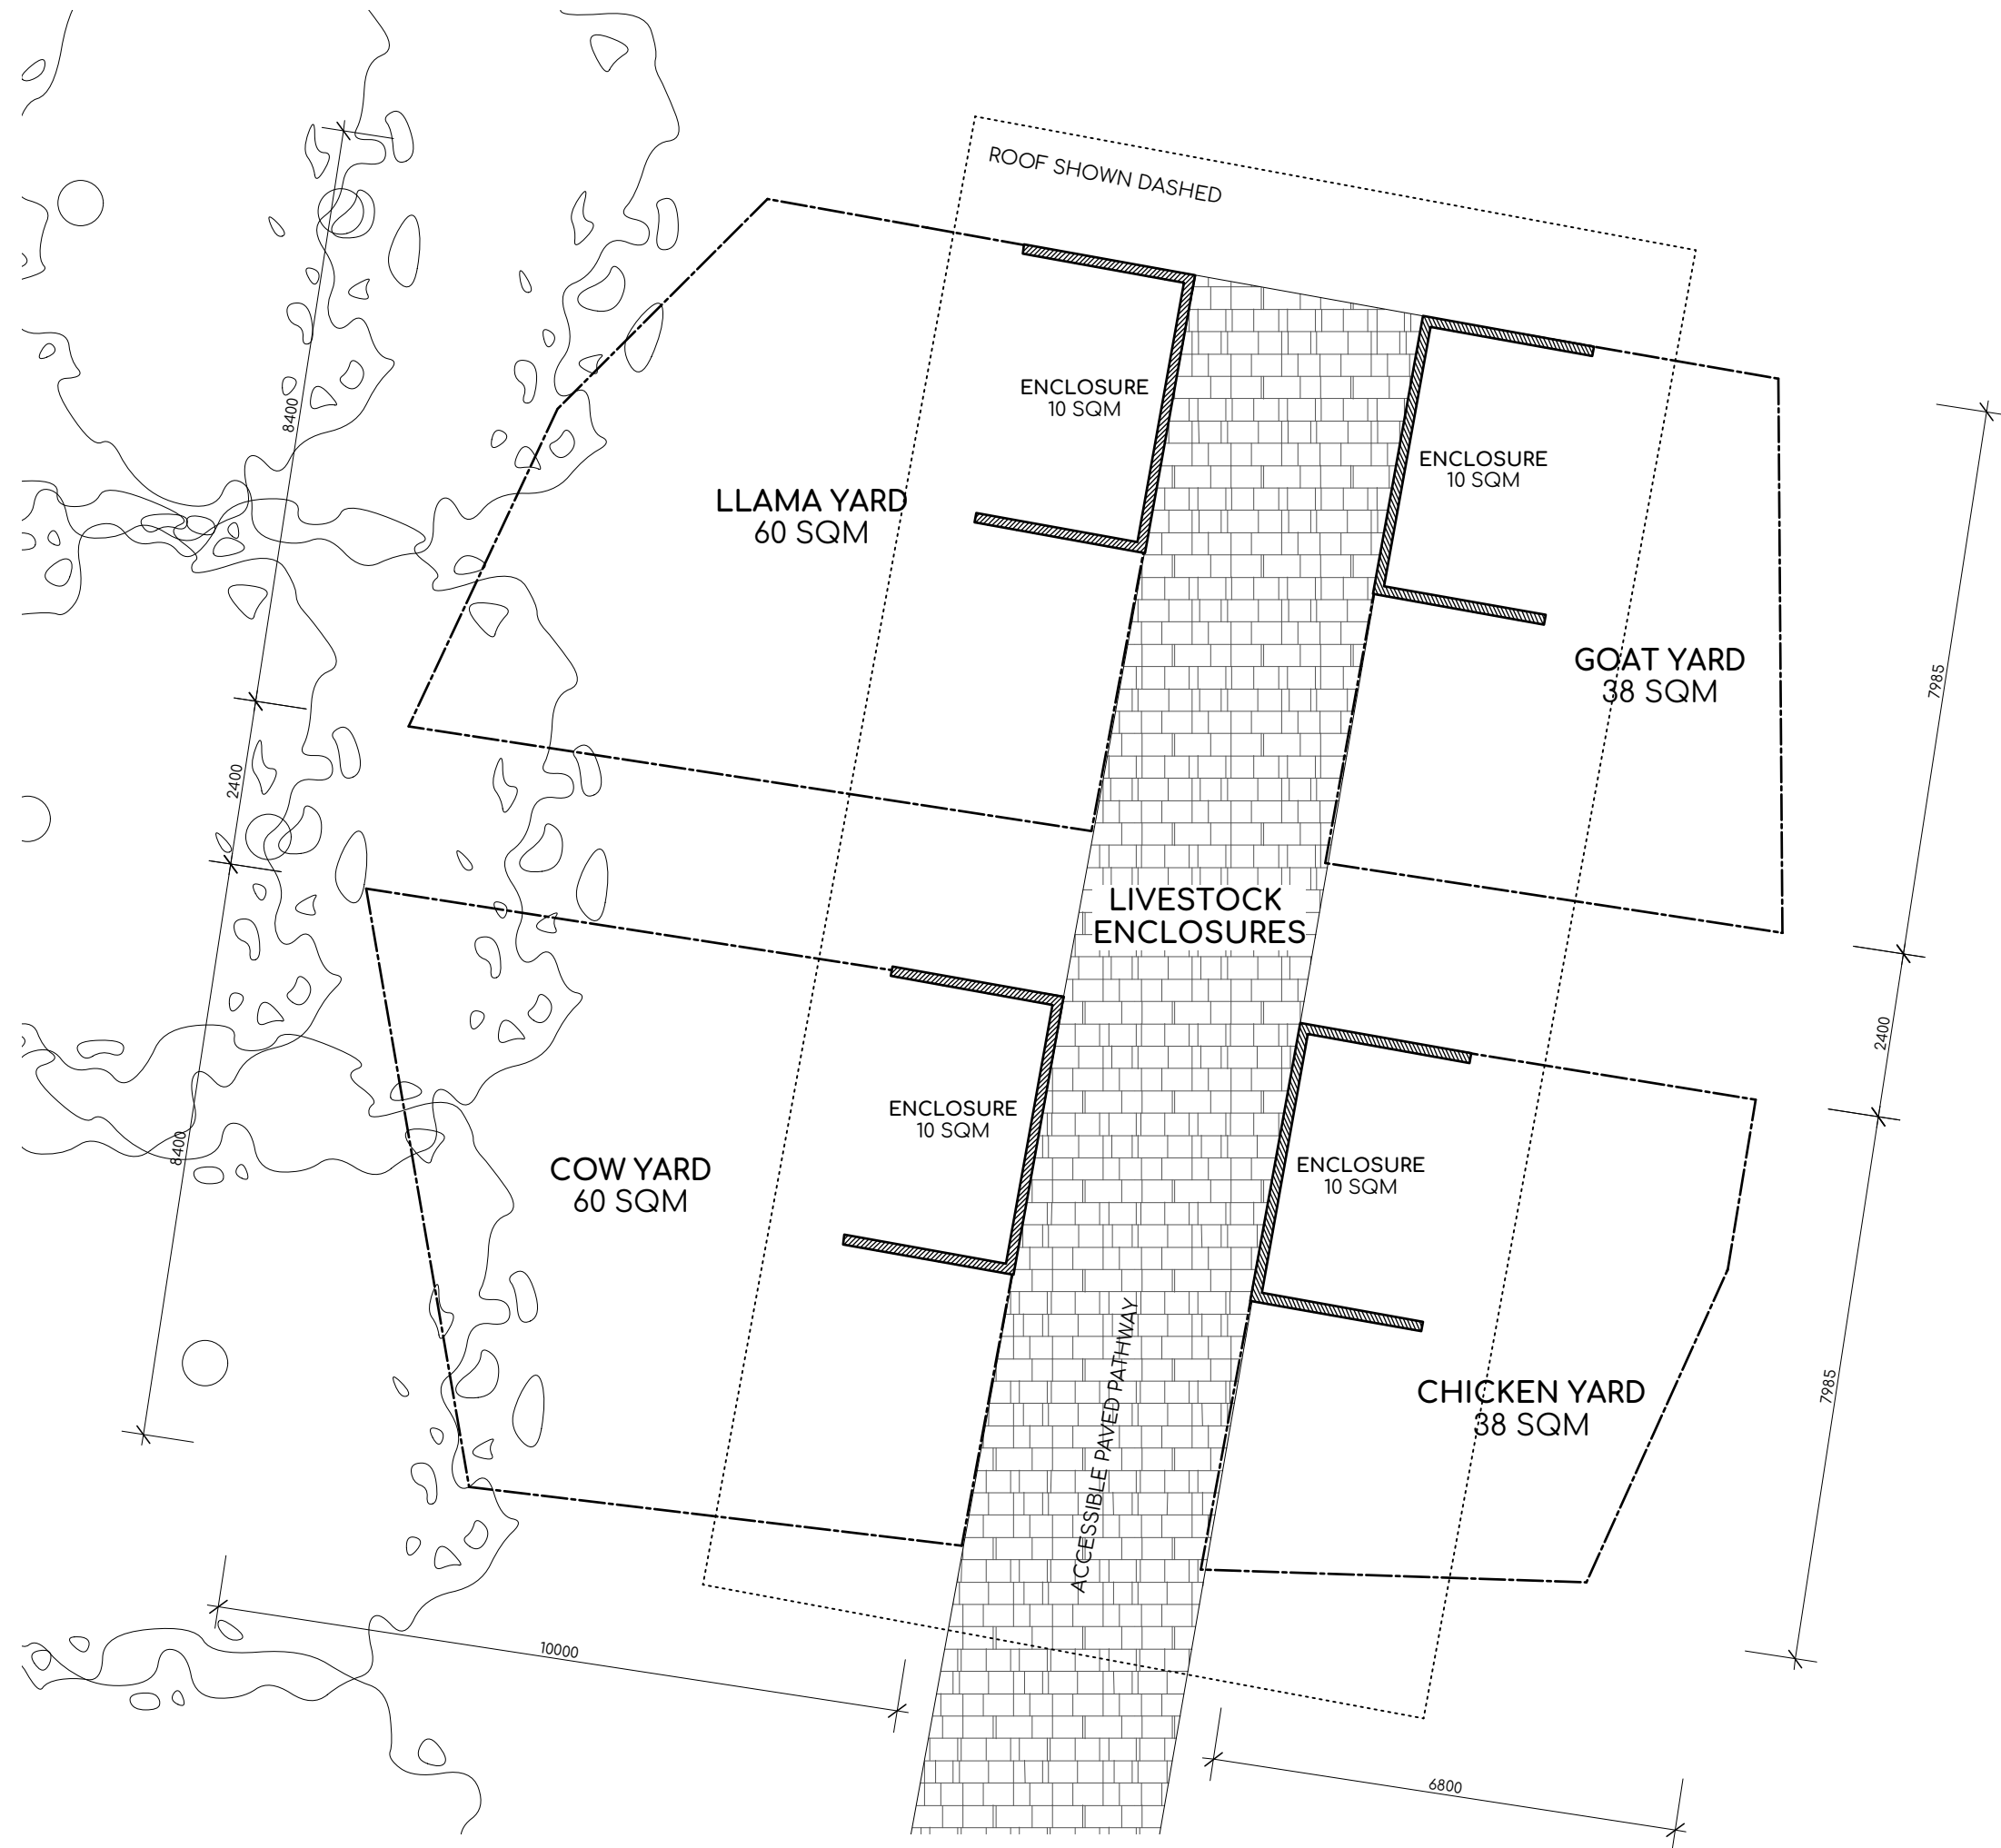 ROOF SHOWN DASHED
ENCLOSURE
10 SQM
8400
ENCLOSURE
10 SQM
LLAMA YARD
60 SQM
GOAT YARD
38 SQM
7985
2400
LIVESTOCK
ENCLOSURES
2400
ENCLOSURE
10 SQM
8400
COW YARD
60 SQM
ENCLOSURE
10 SQM
ACCESSIBLE PAVED PATHWAY
CHICKEN YARD
38 SQM
7985
10000
6800